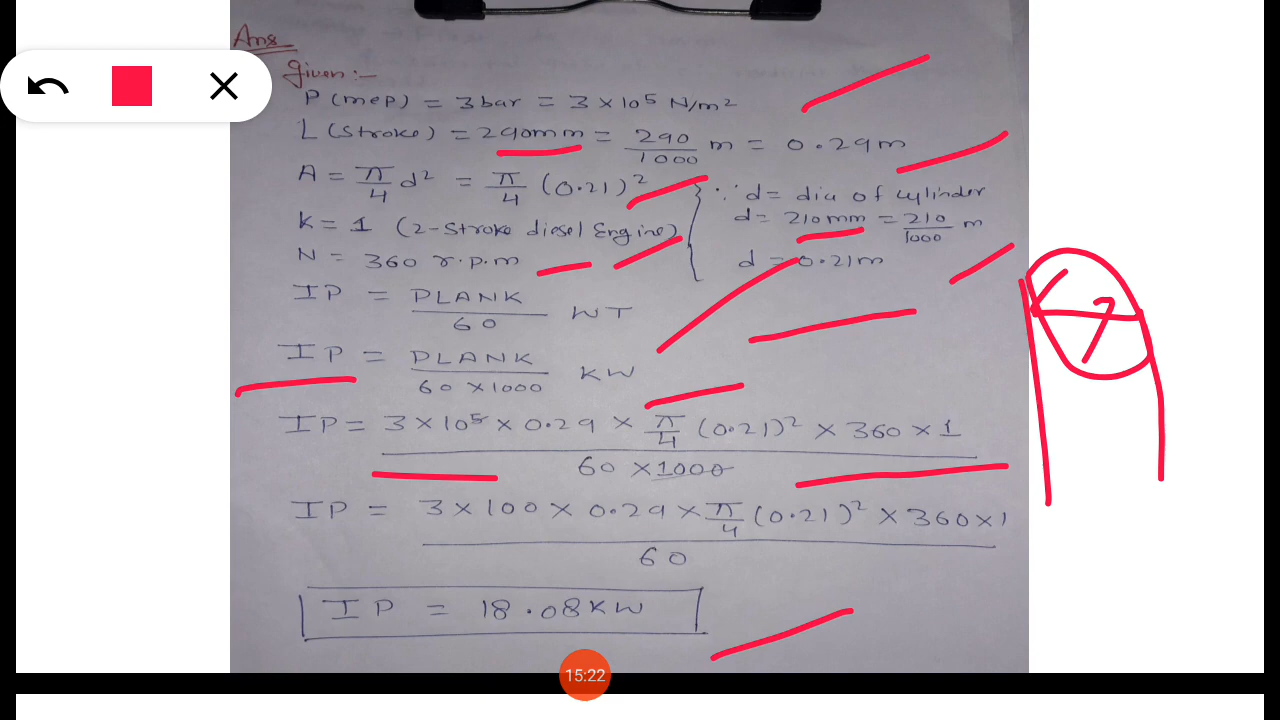 Ans
Given :-
P(mep) = 3 bar = 3 × 10⁵ N/m²
L (Stroke) = 290mm = 290/1000 m = 0.29m
A = π/4 d² = π/4 (0.21)²
∵ d = dia of cylinder
d = 210mm = 210/1000 m
d = 0.21m
K = 1 (2-Stroke diesel Engine)
N = 360 r.p.m
IP = PLANK/60 WT
IP = PLANK/60 ×1000 KW
IP = 3 × 10⁵ × 0.29 × π/4 (0.21)² × 360 × 1 / 60 × 1000
IP = 3 × 100 × 0.29 × π/4 (0.21)² × 360 × 1 / 60
IP = 18.08 KW
15:22